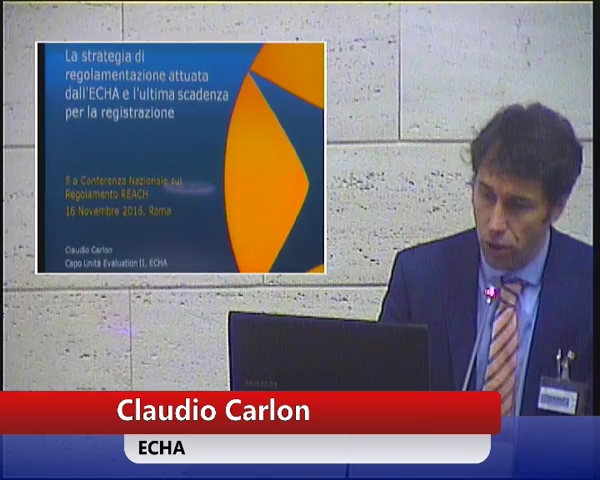 La strategia di
regolamentazione attuata
dall'ECHA e l'ultima scadenza
per la registrazione
5 a Conferenza Nazionale sul
Regolamento REACH
16 Novembre 2016, Roma
Claudio Carlon
Capo Unità Evaluation II, ECHA
Claudio Carlon
ECHA